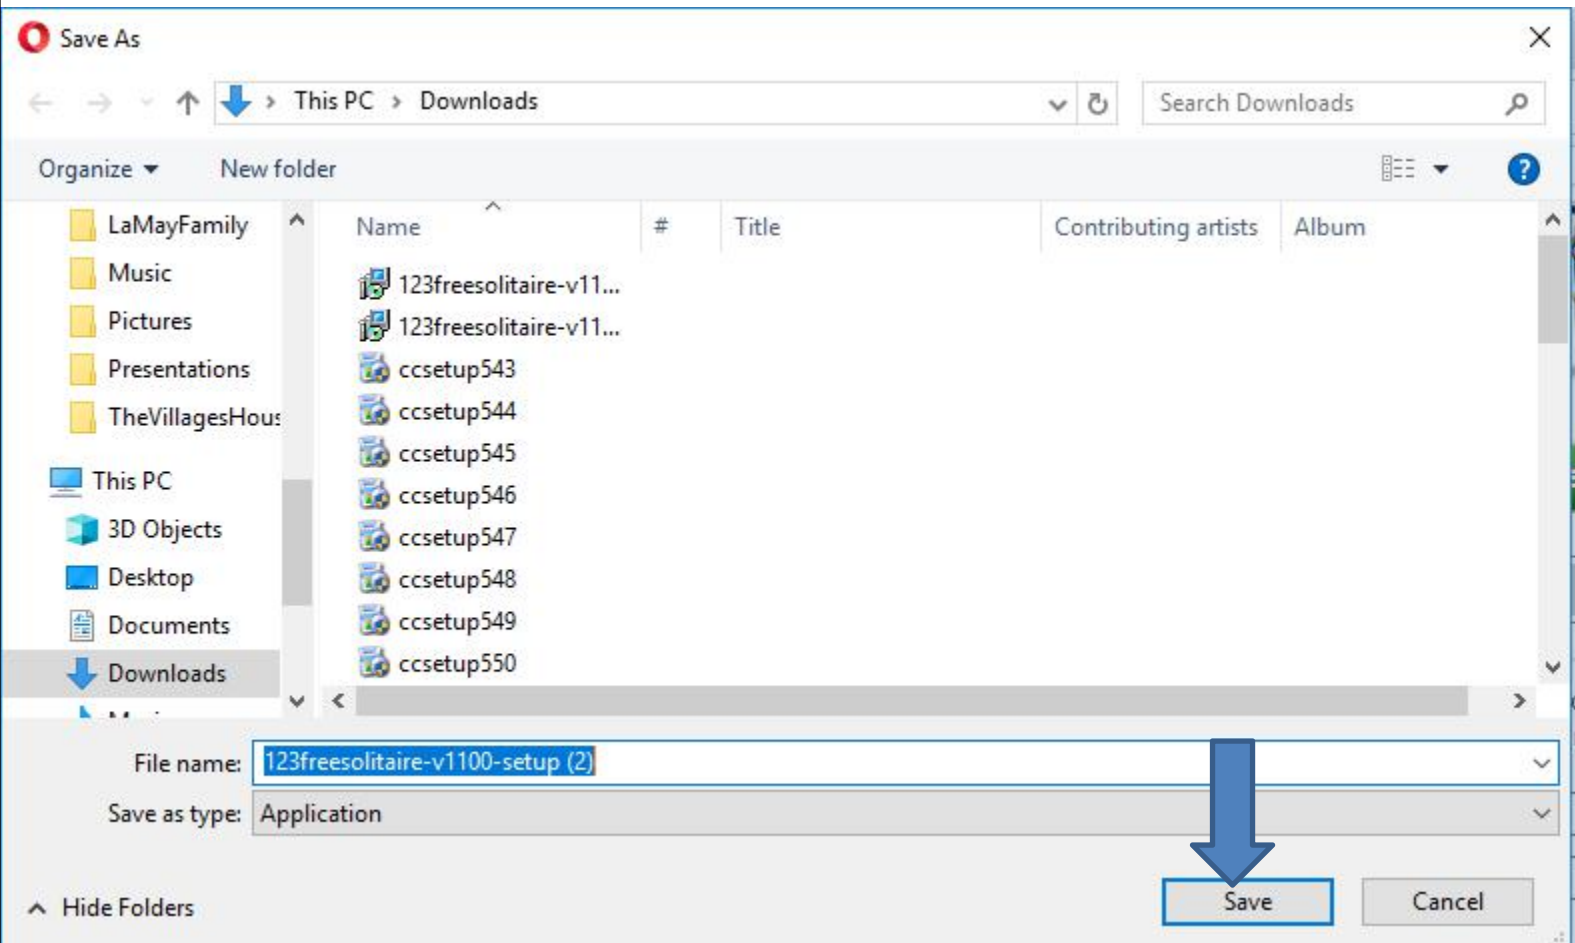 Save As
This PC > Downloads
Search Downloads
Organize
New folder
LaMayFamily
Music
Pictures
Presentations
TheVillagesHous
This PC
3D Objects
Desktop
Documents
Downloads
Name # Title Contributing artists Album
123freesolitaire-v11...
123freesolitaire-v11...
ccsetup543
ccsetup544
ccsetup545
ccsetup546
ccsetup547
ccsetup548
ccsetup549
ccsetup550
File name: 123freesolitaire-v1100-setup (2)
Save as type: Application
Hide Folders
Save
Cancel